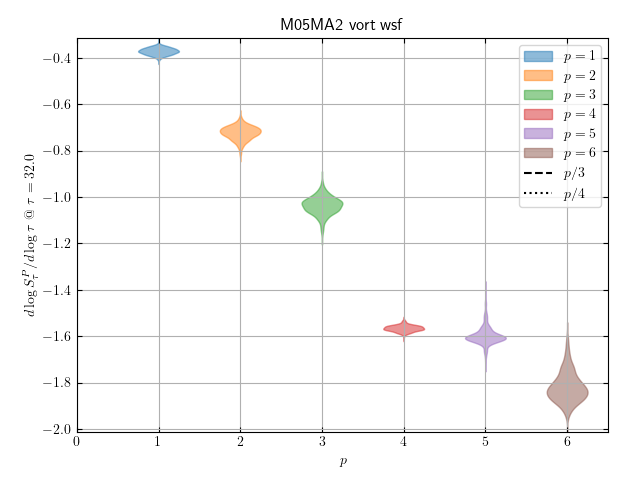 M05MA2 vort wsf
d log S_τ^P / d log τ @ τ = 32.0
−0.4
−0.6
−0.8
−1.0
−1.2
−1.4
−1.6
−1.8
−2.0
0 1 2 3 4 5 6
p
p = 1
p = 2
p = 3
p = 4
p = 5
p = 6
p/3
p/4